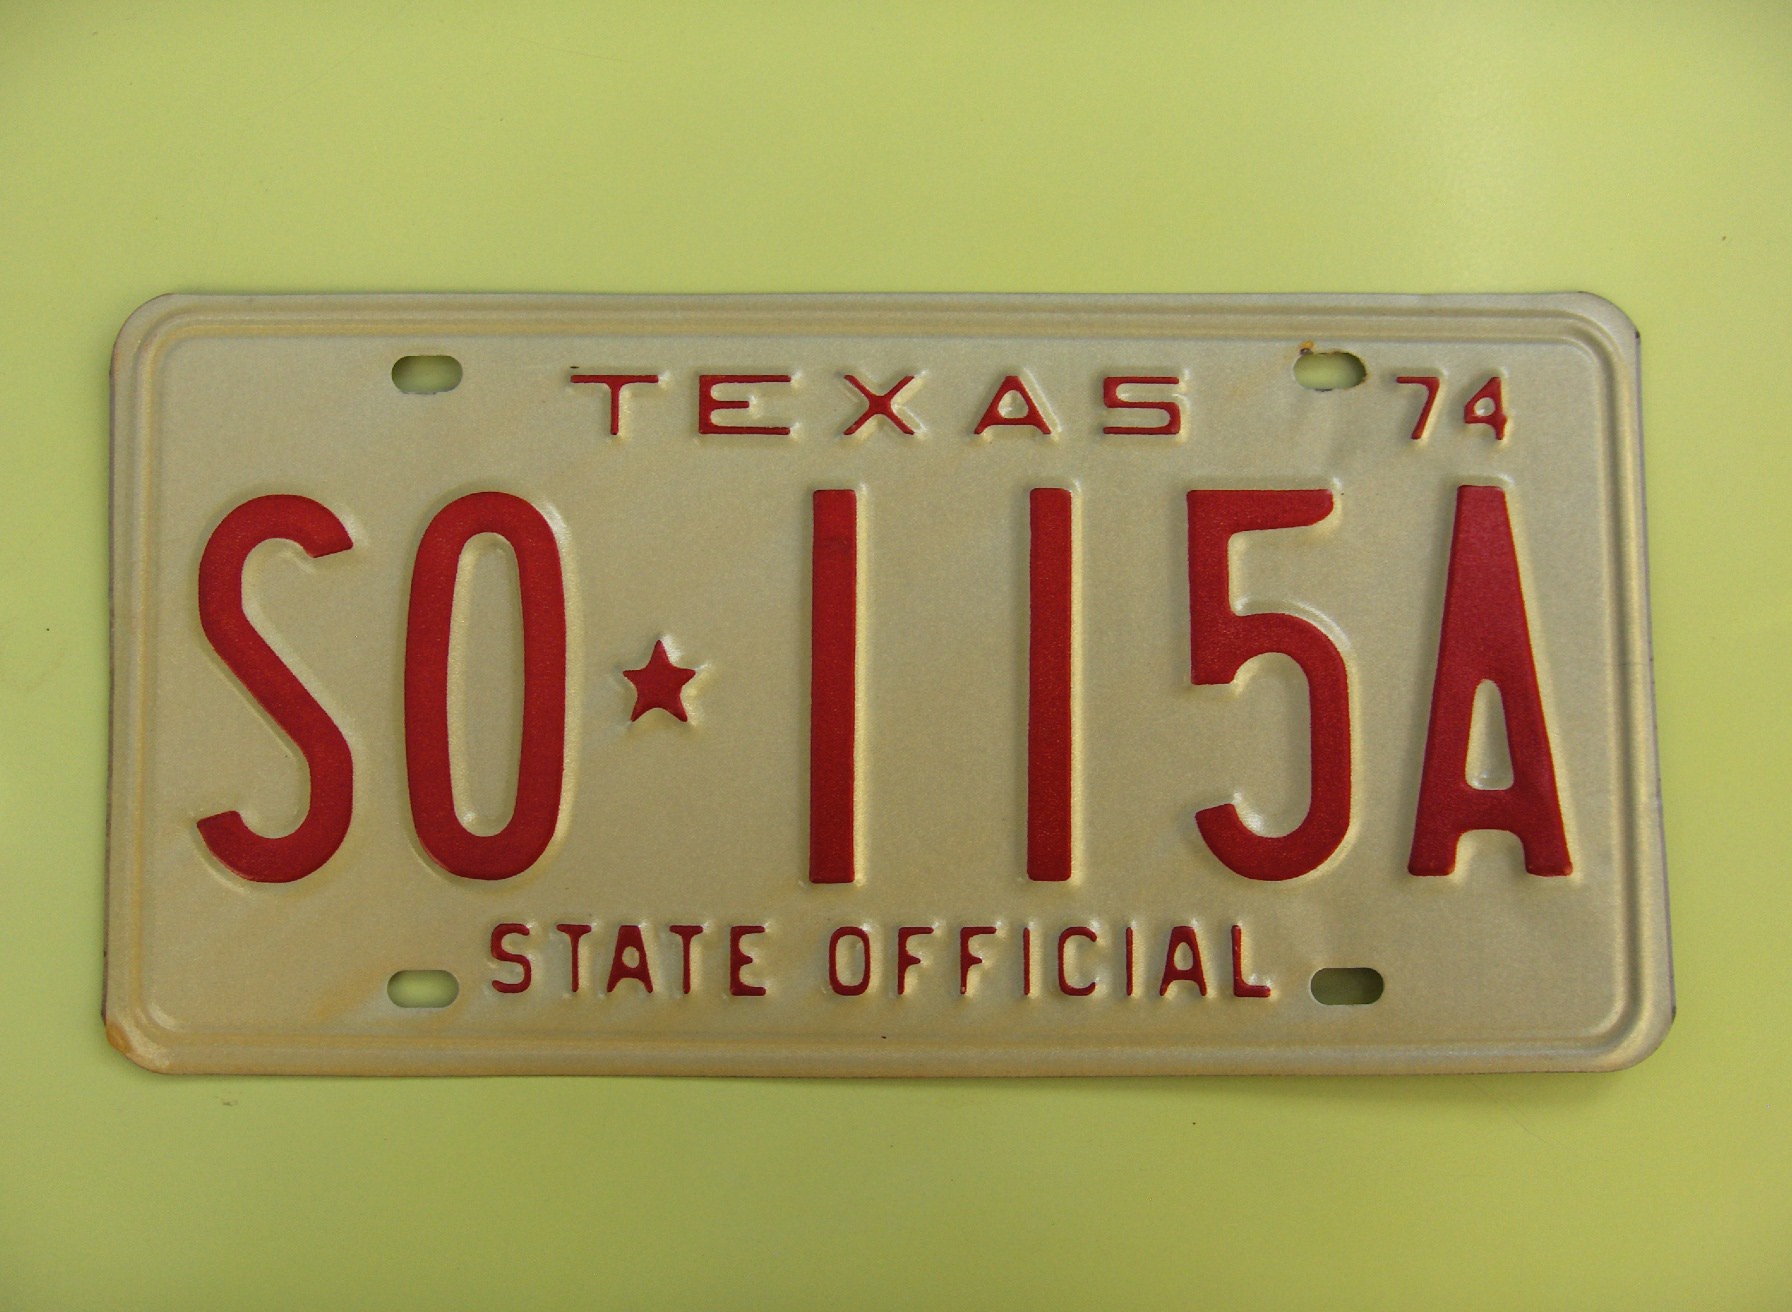 TEXAS 74
SO★115A
STATE OFFICIAL